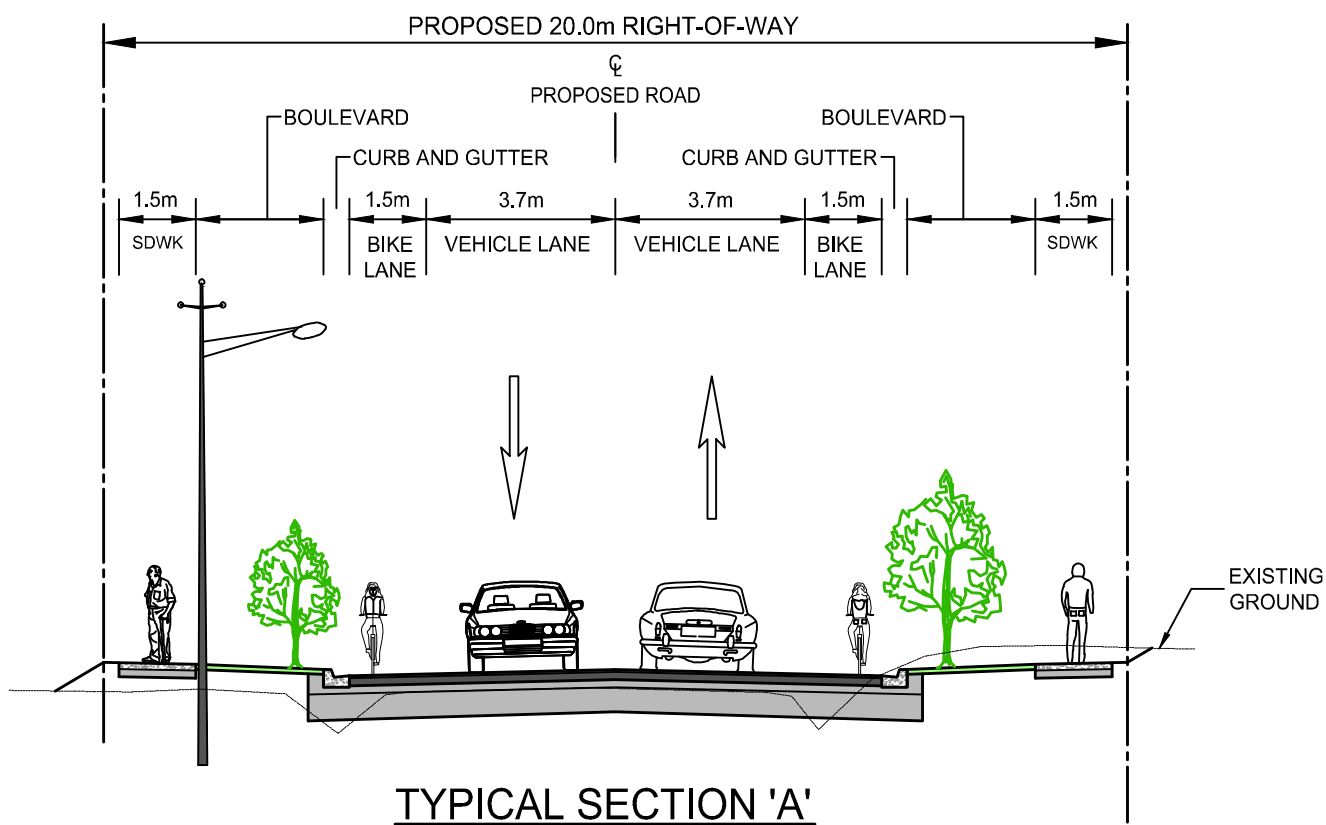 PROPOSED 20.0m RIGHT-OF-WAY
℄
PROPOSED ROAD
BOULEVARD
BOULEVARD
CURB AND GUTTER
CURB AND GUTTER
1.5m
1.5m
3.7m
3.7m
1.5m
1.5m
SDWK
BIKE
LANE
VEHICLE LANE
VEHICLE LANE
BIKE
LANE
SDWK
EXISTING
GROUND
TYPICAL SECTION 'A'